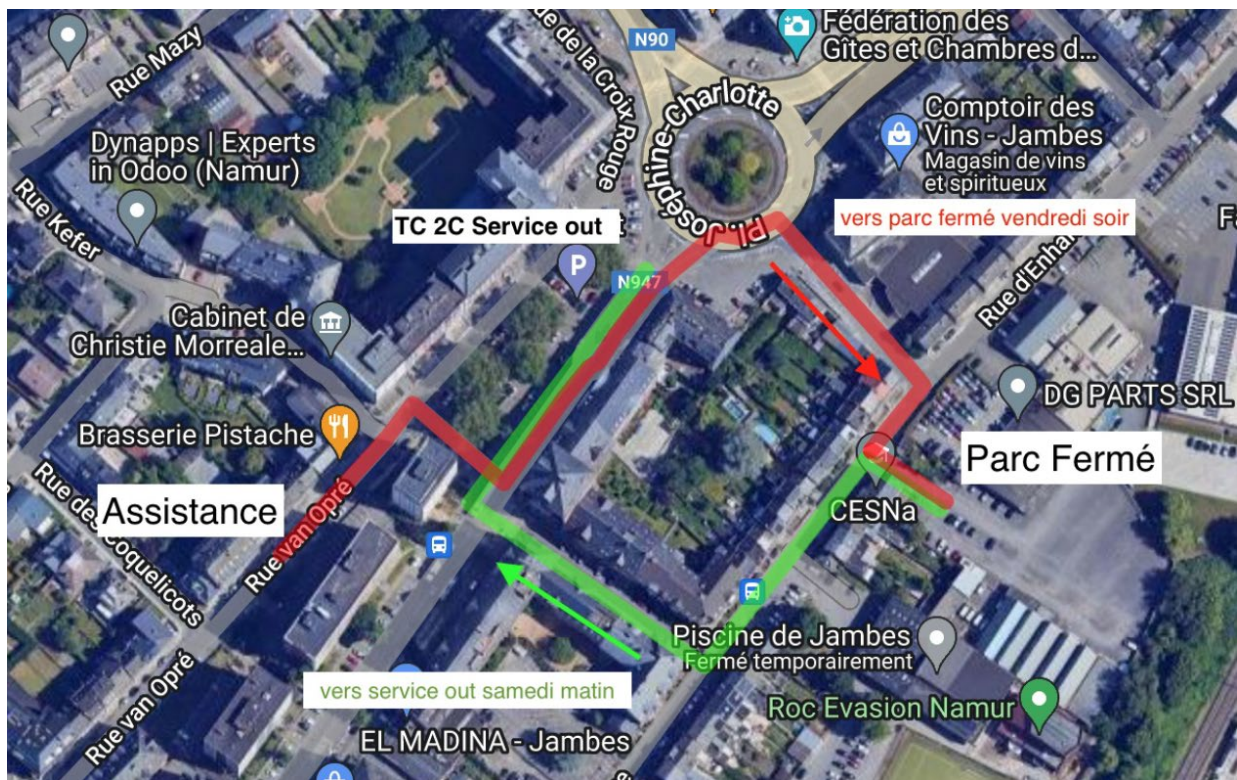 Rue Mazy
Rue de la Croix Rouge
N90
Fédération des
Gîtes et Chambres d...
Pl. Joséphine-Charlotte
Comptoir des
Vins - Jambes
Magasin de vins
et spiritueux
Dynapps | Experts
in Odoo (Namur)
Rue Kefer
TC 2C Service out
P
vers parc fermé vendredi soir
N947
Cabinet de
Christie Morreale...
DG PARTS SRL
Brasserie Pistache
Parc Fermé
Assistance
Rue van Opré
CESNa
Rue des Coquelicots
Piscine de Jambes
Fermé temporairement
vers service out samedi matin
Roc Evasion Namur
Rue van Opré
EL MADINA - Jambes